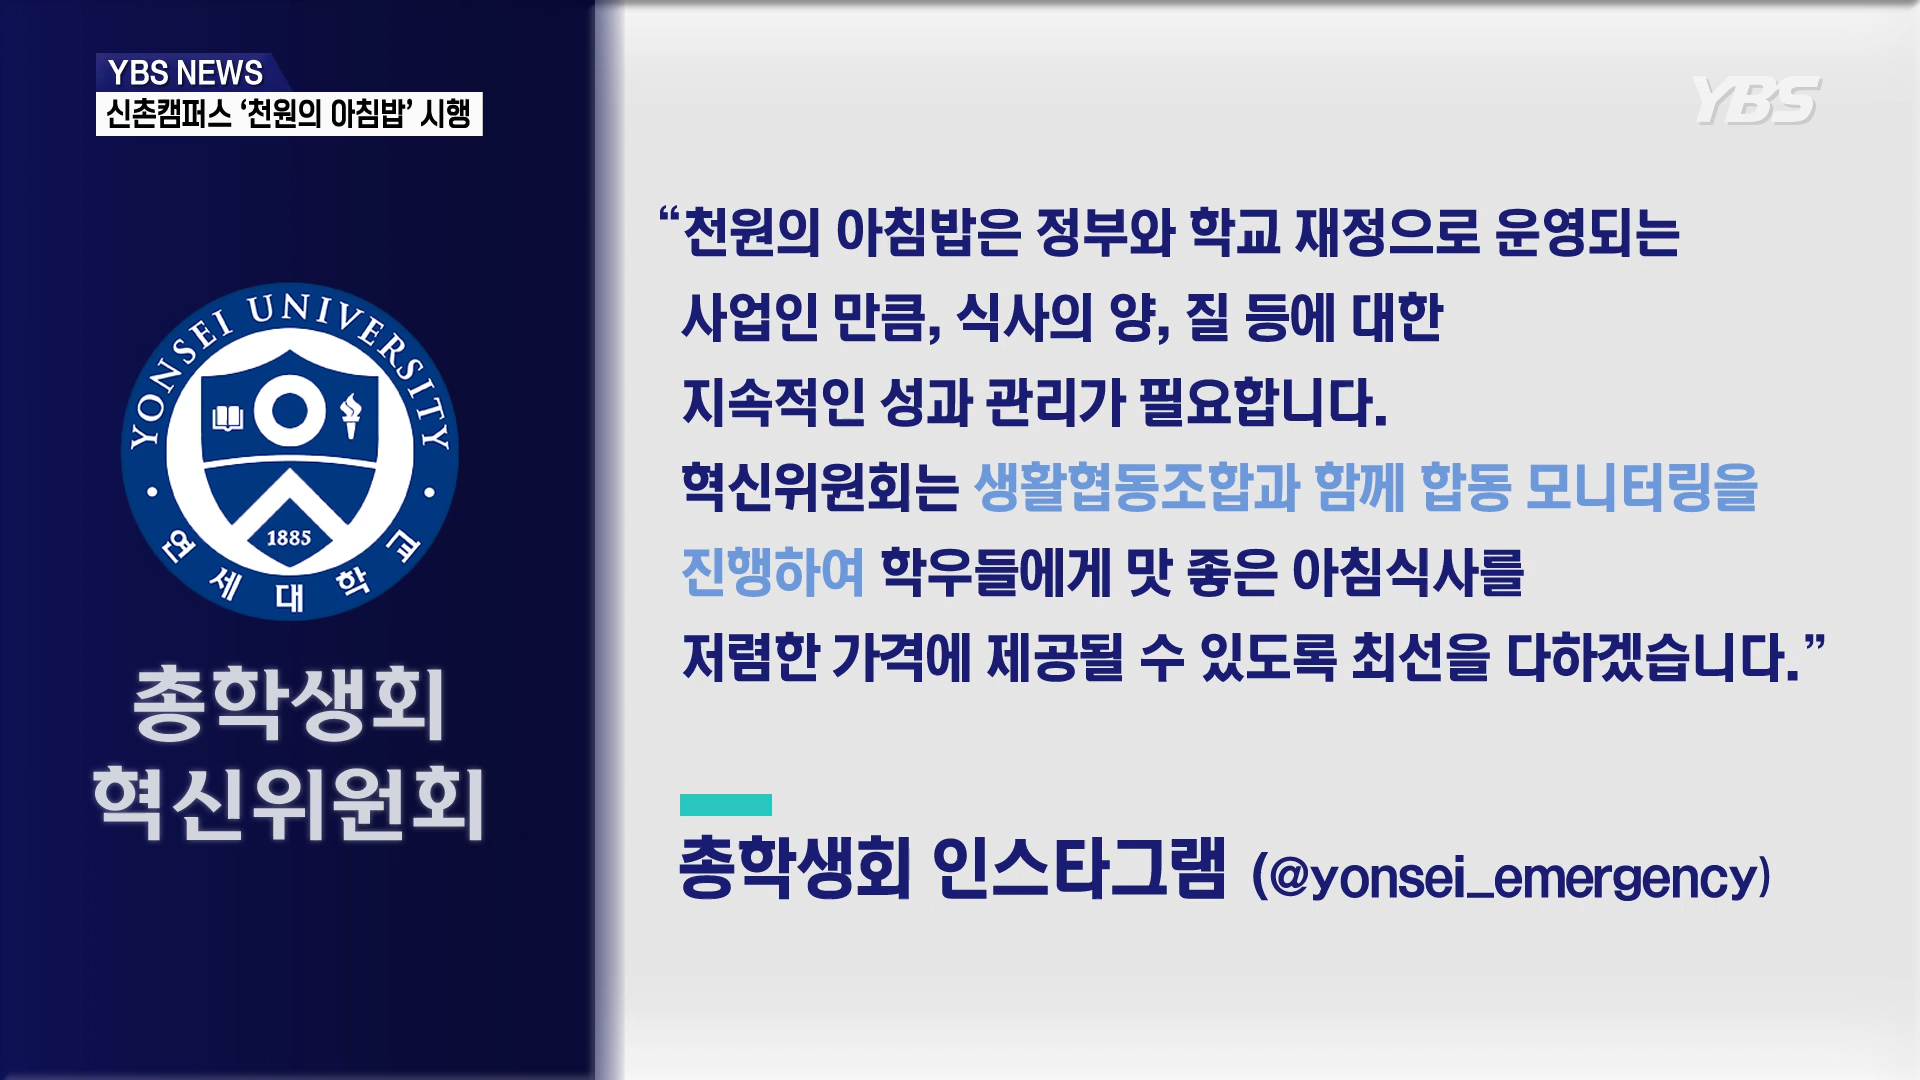 YBS NEWS
신촌캠퍼스 ‘천원의 아침밥’ 시행
YBS
YONSEI UNIVERSITY
1885
연세대학교
총학생회
혁신위원회
“천원의 아침밥은 정부와 학교 재정으로 운영되는
사업인 만큼, 식사의 양, 질 등에 대한
지속적인 성과 관리가 필요합니다.
혁신위원회는 생활협동조합과 함께 합동 모니터링을
진행하여 학우들에게 맛 좋은 아침식사를
저렴한 가격에 제공될 수 있도록 최선을 다하겠습니다.”
총학생회 인스타그램 (@yonsei_emergency)